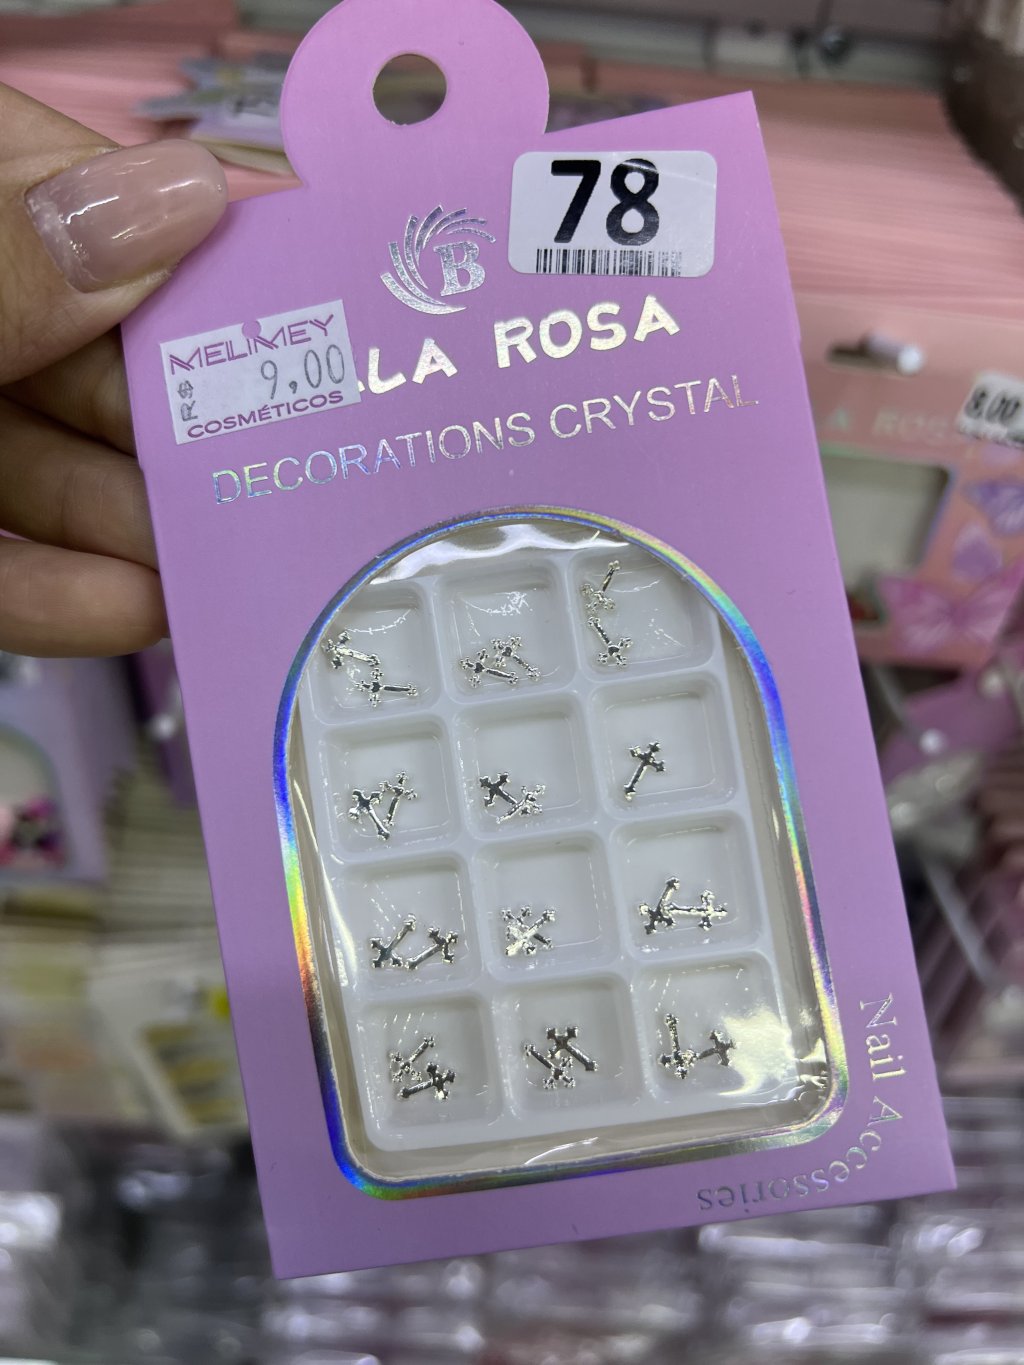 78
B
LA ROSA
MELIMEY
R$ 9,00
COSMÉTICOS
DECORATIONS CRYSTAL
8.00
Nail Accessories